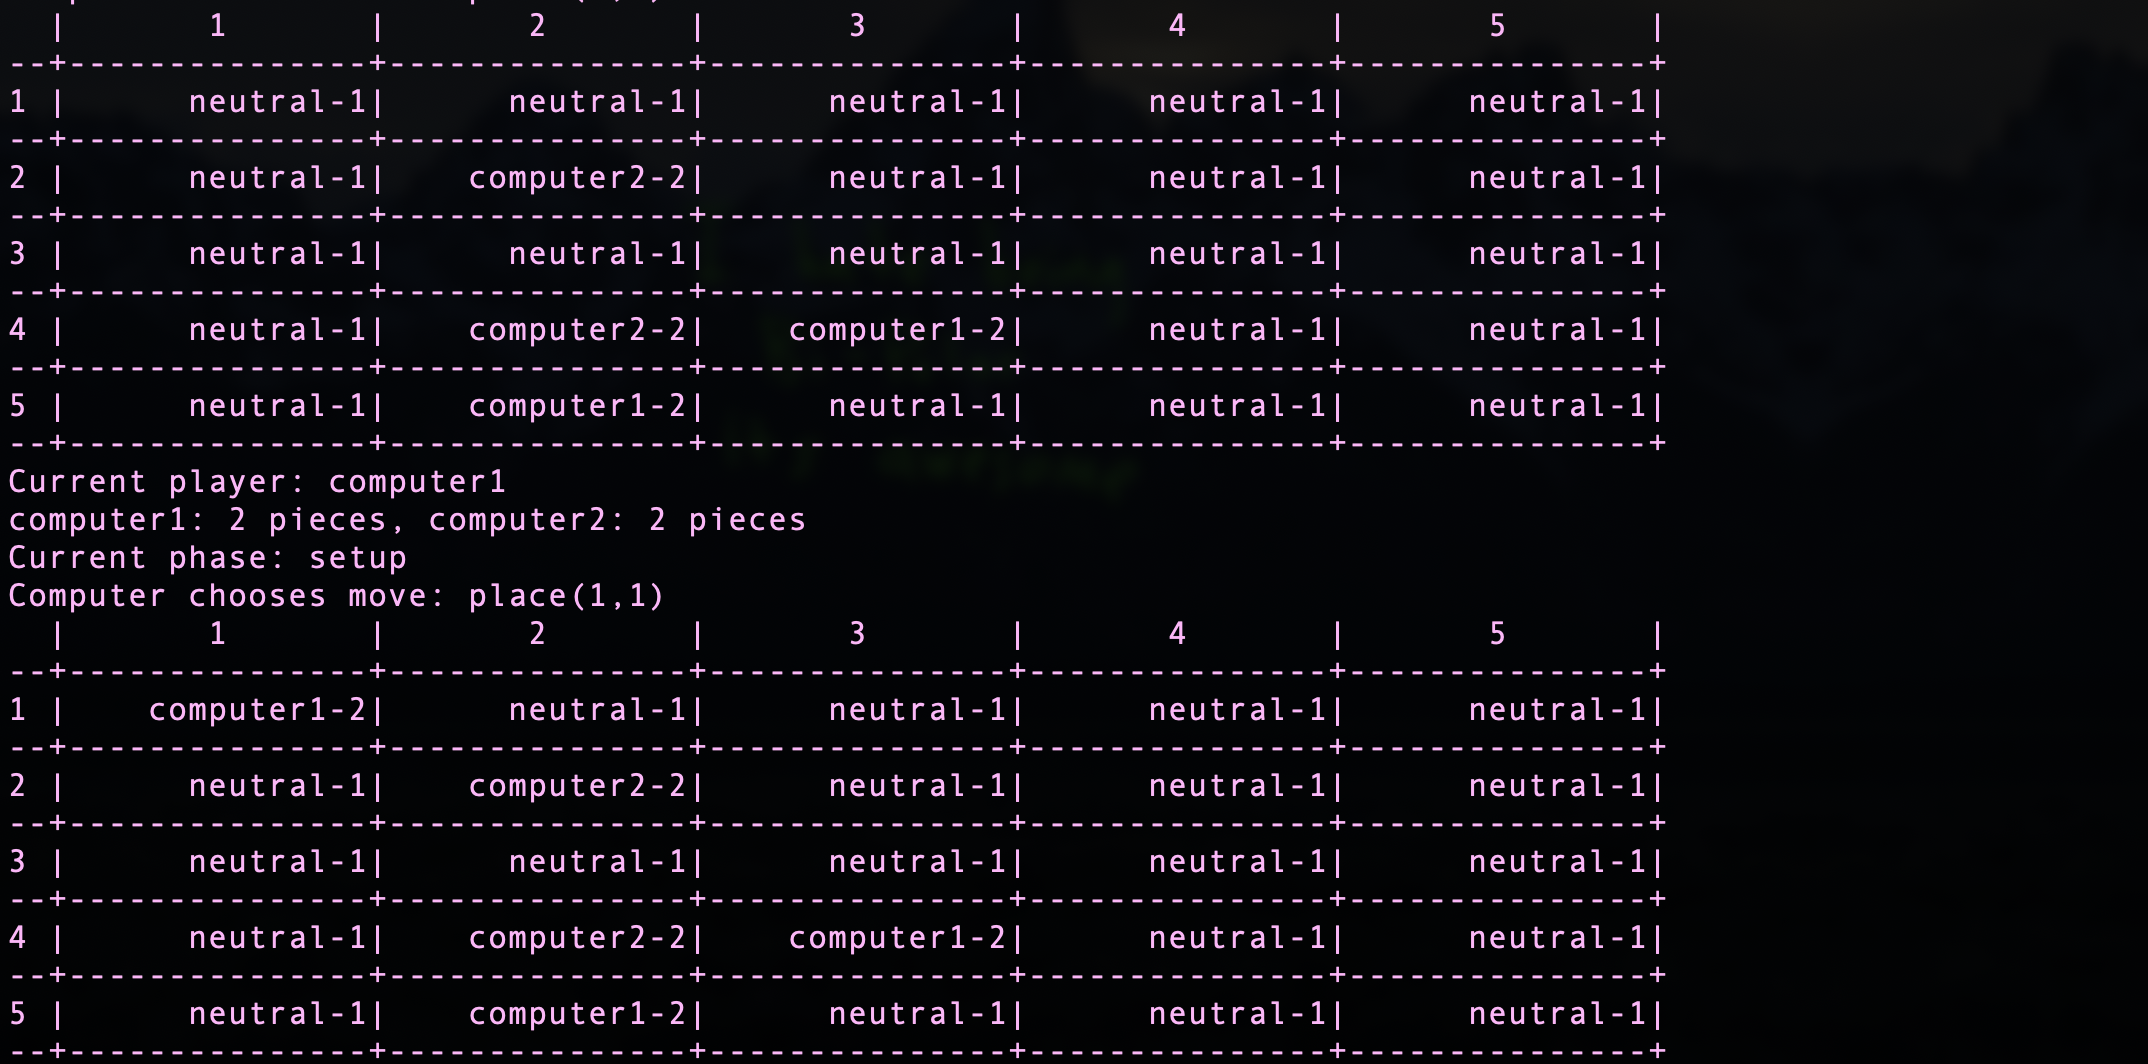 |       1       |       2       |       3       |       4       |       5       |
--+---------------+---------------+---------------+---------------+---------------+
1 |      neutral-1|      neutral-1|      neutral-1|      neutral-1|      neutral-1|
--+---------------+---------------+---------------+---------------+---------------+
2 |      neutral-1|    computer2-2|      neutral-1|      neutral-1|      neutral-1|
--+---------------+---------------+---------------+---------------+---------------+
3 |      neutral-1|      neutral-1|      neutral-1|      neutral-1|      neutral-1|
--+---------------+---------------+---------------+---------------+---------------+
4 |      neutral-1|    computer2-2|    computer1-2|      neutral-1|      neutral-1|
--+---------------+---------------+---------------+---------------+---------------+
5 |      neutral-1|    computer1-2|      neutral-1|      neutral-1|      neutral-1|
--+---------------+---------------+---------------+---------------+---------------+
Current player: computer1
computer1: 2 pieces, computer2: 2 pieces
Current phase: setup
Computer chooses move: place(1,1)
  |       1       |       2       |       3       |       4       |       5       |
--+---------------+---------------+---------------+---------------+---------------+
1 |    computer1-2|      neutral-1|      neutral-1|      neutral-1|      neutral-1|
--+---------------+---------------+---------------+---------------+---------------+
2 |      neutral-1|    computer2-2|      neutral-1|      neutral-1|      neutral-1|
--+---------------+---------------+---------------+---------------+---------------+
3 |      neutral-1|      neutral-1|      neutral-1|      neutral-1|      neutral-1|
--+---------------+---------------+---------------+---------------+---------------+
4 |      neutral-1|    computer2-2|    computer1-2|      neutral-1|      neutral-1|
--+---------------+---------------+---------------+---------------+---------------+
5 |      neutral-1|    computer1-2|      neutral-1|      neutral-1|      neutral-1|
--+---------------+---------------+---------------+---------------+---------------+